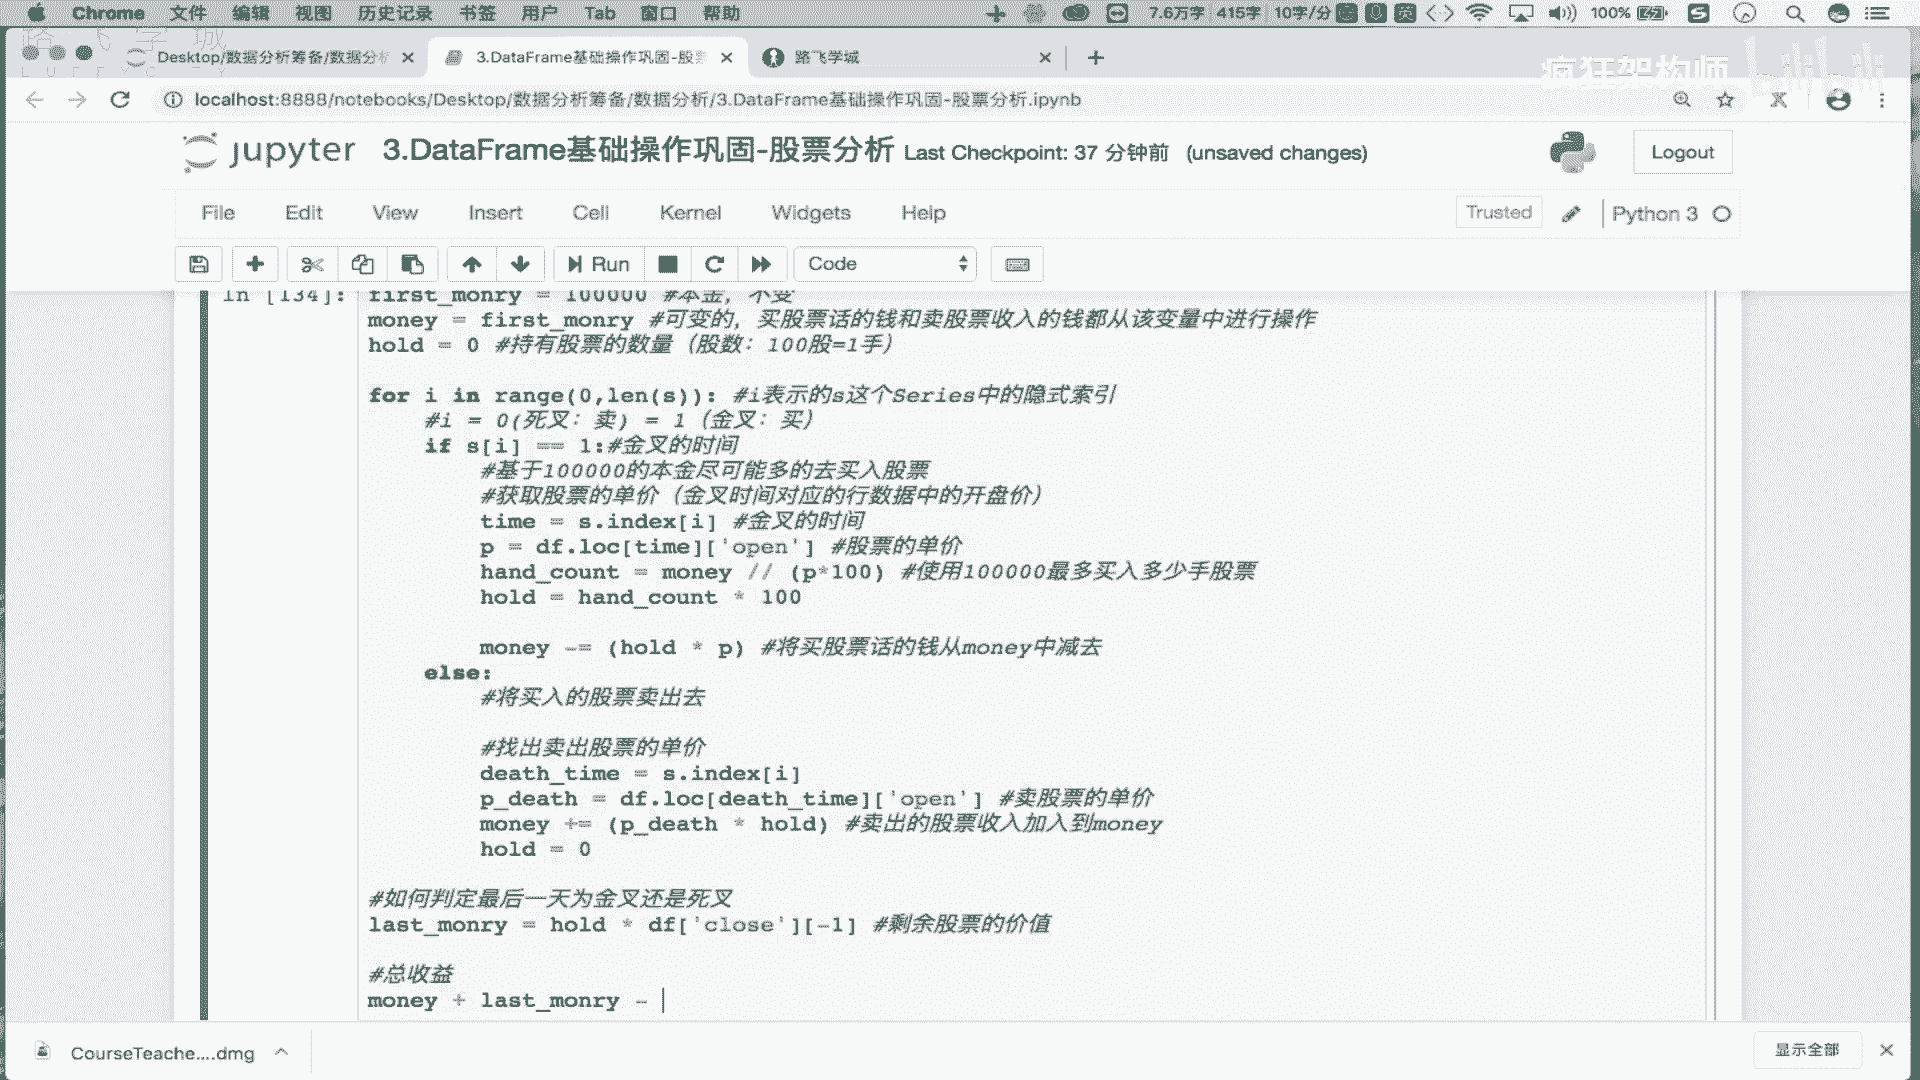 Chrome 文件 编辑 视图 历史记录 书签 用户 Tab 窗口 帮助 7.6万字 415字 10字/分 英 100%
路飞学城
Desktop/数据分析筹备/数据分析
3.DataFrame基础操作巩固-股票
路飞学城
疯狂架构师 bilibili
localhost:8888/notebooks/Desktop/数据分析筹备/数据分析/3.DataFrame基础操作巩固-股票分析.ipynb
jupyter 3.DataFrame基础操作巩固-股票分析 Last Checkpoint: 37 分钟前 (unsaved changes)
Logout
File Edit View Insert Cell Kernel Widgets Help
Trusted Python 3
Run Code
In [134]: first_monry = 100000 #本金，不变
money = first_monry #可变的，买股票话的钱和卖股票收入的钱都从该变量中进行操作
hold = 0 #持有股票的数量（股数：100股=1手）
for i in range(0,len(s)): #i表示的s这个Series中的隐式索引
#i = 0(死叉：卖) = 1（金叉：买）
if s[i] == 1:#金叉的时间
#基于100000的本金尽可能多的去买入股票
#获取股票的单价（金叉时间对应的行数据中的开盘价）
time = s.index[i] #金叉的时间
p = df.loc[time]['open'] #股票的单价
hand_count = money // (p*100) #使用100000最多买入多少手股票
hold = hand_count * 100
money -= (hold * p) #将买股票话的钱从money中减去
else:
#将买入的股票卖出去
#找出卖出股票的单价
death_time = s.index[i]
p_death = df.loc[death_time]['open'] #卖股票的单价
money += (p_death * hold) #卖出的股票收入加入到money
hold = 0
#如何判定最后一天为金叉还是死叉
last_monry = hold * df['close'][-1] #剩余股票的价值
#总收益
money + last_monry -
CourseTeache....dmg
显示全部